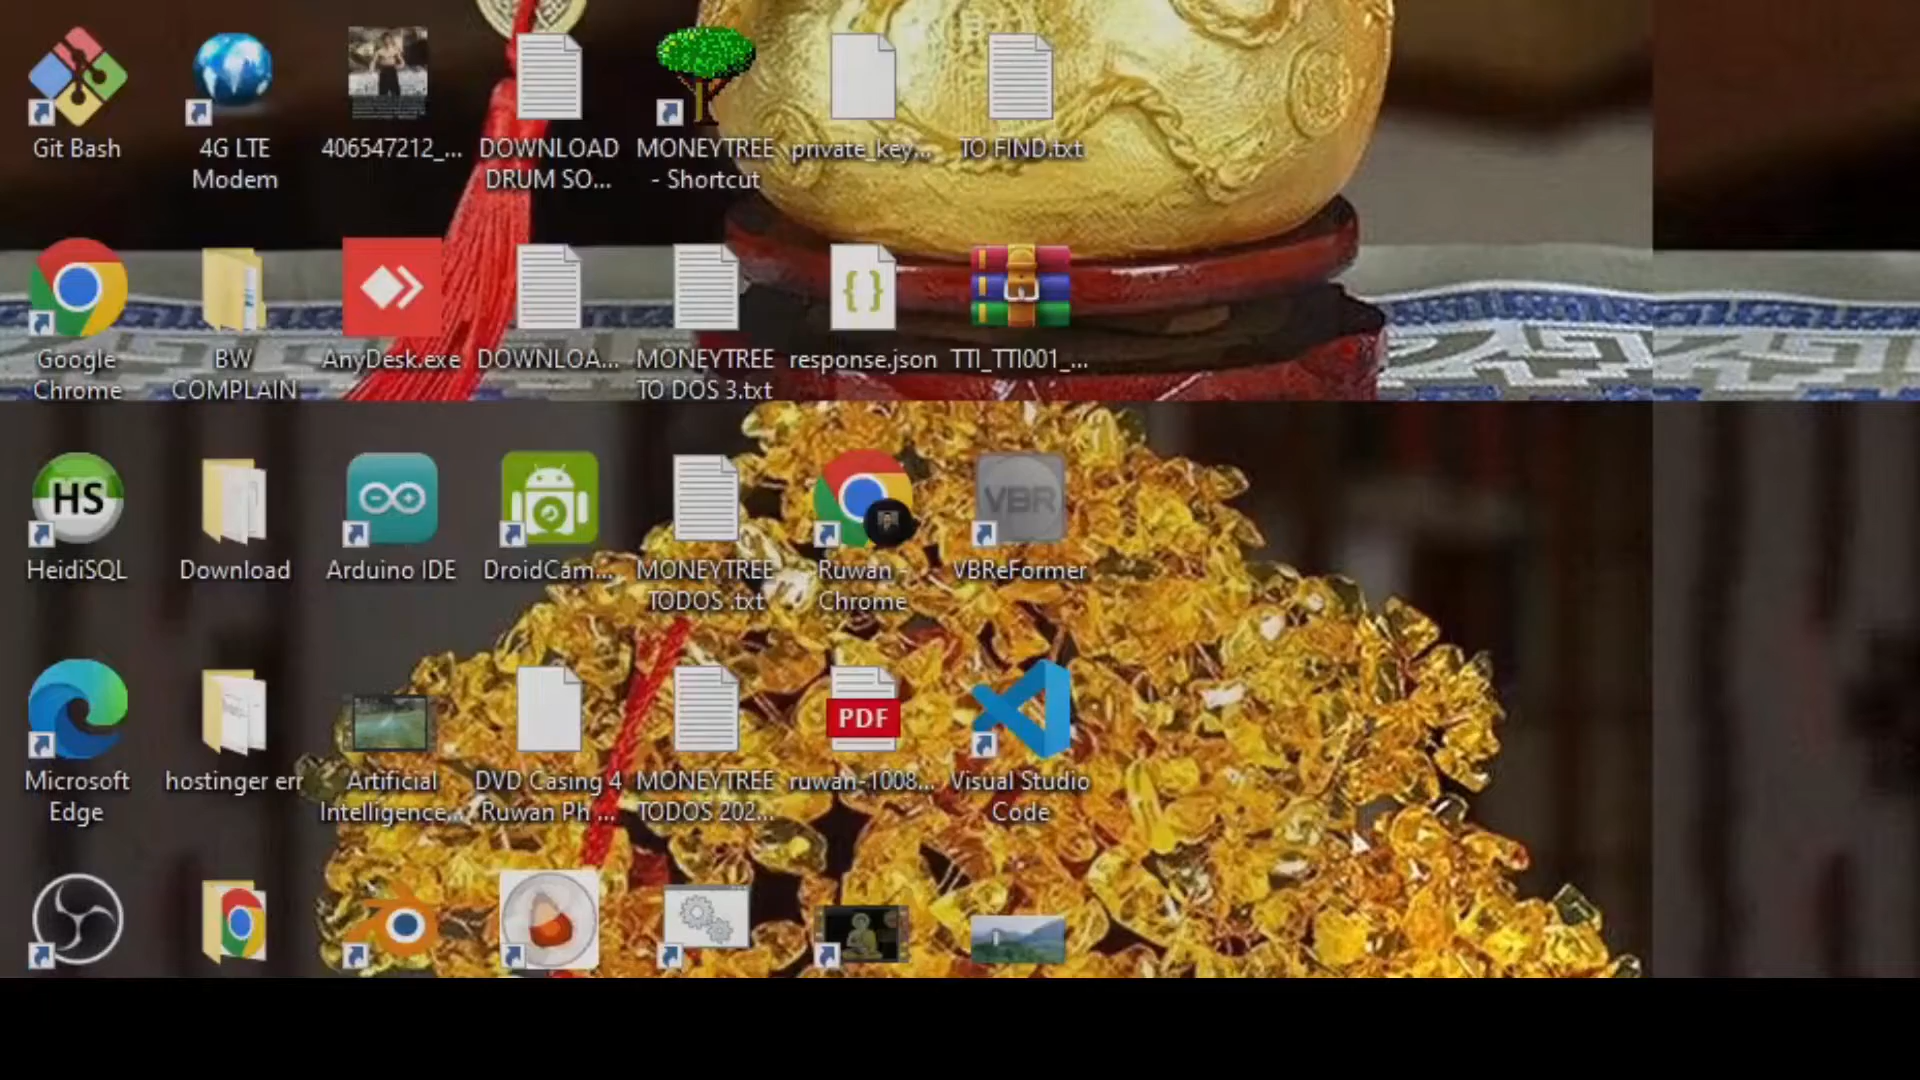 Git Bash
4G LTE
Modem
406547212_...
DOWNLOAD
DRUM SO...
MONEYTREE
- Shortcut
private_key...
TO FIND.txt
Google
Chrome
BW
COMPLAIN
AnyDesk.exe
DOWNLOA...
MONEYTREE
TO DOS 3.txt
response.json
TTI_TTI001_...
HS
HeidiSQL
Download
Arduino IDE
DroidCam...
MONEYTREE
TODOS .txt
Ruwan -
Chrome
VBR
VBReFormer
Microsoft
Edge
hostinger err
Artificial
Intelligence...
DVD Casing 4
Ruwan Ph ...
MONEYTREE
TODOS 202...
PDF
ruwan-1008...
Visual Studio
Code